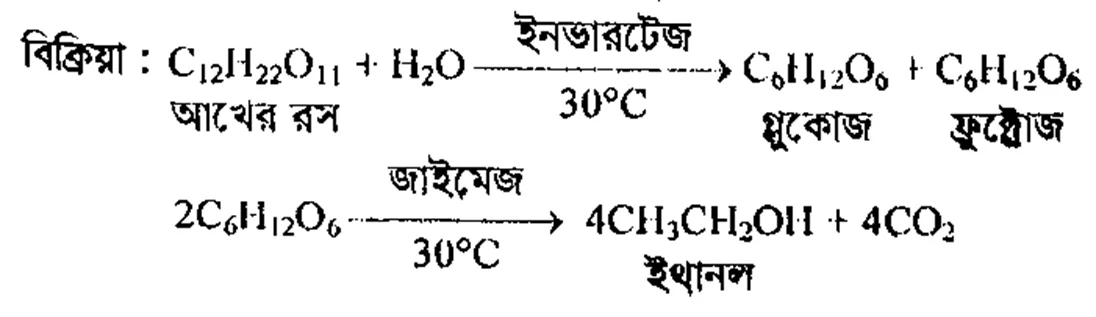 ইনভারটেজ
বিক্রিয়া : C₁₂H₂₂O₁₁ + H₂O ⟶ C₆H₁₂O₆ + C₆H₁₂O₆
আখের রস 30°C গ্লুকোজ ফ্রুক্টোজ
জাইমেজ
2C₆H₁₂O₆ ⟶ 4CH₃CH₂OH + 4CO₂
30°C ইথানল